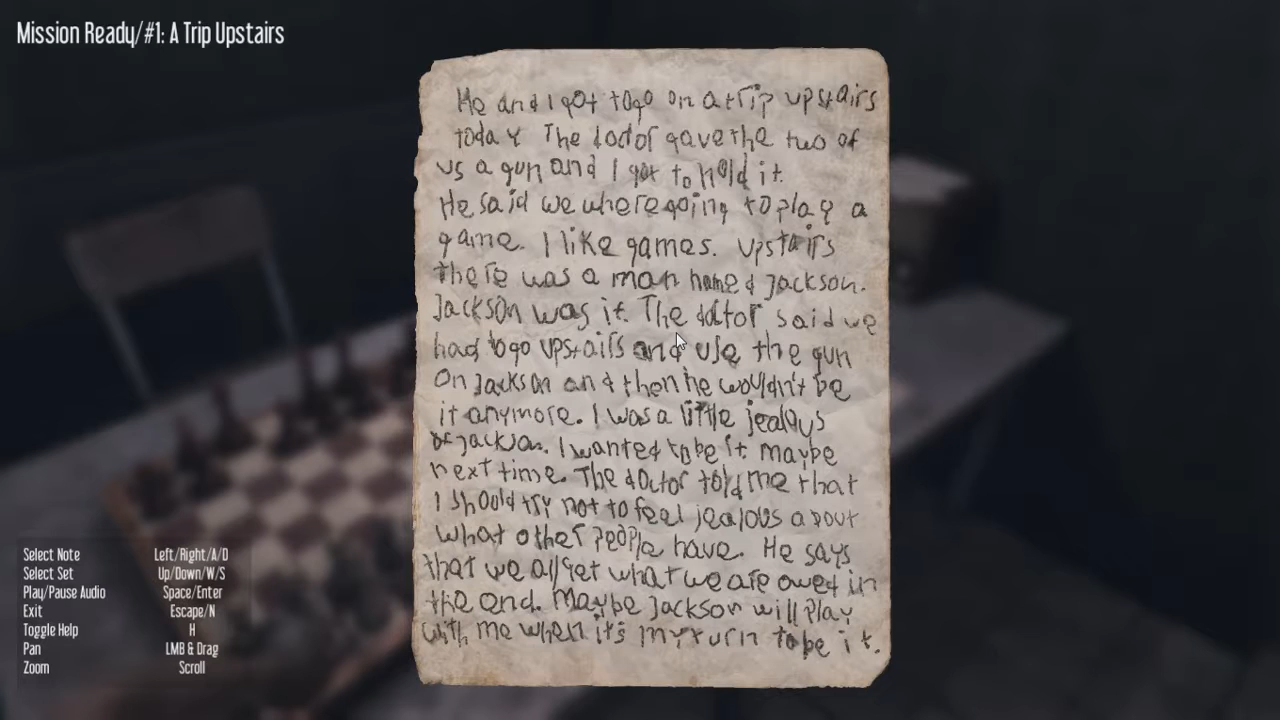 Mission Ready/#1: A Trip Upstairs
He and I got to go on a trip upstairs
today The doctor gave the two of
us a gun and I got to hold it.
He said we where going to play a
game. I like games. Upstairs
there was a man named Jackson.
Jackson was it. The doctor said we
had to go upstairs and use the gun
on Jackson and then he wouldn't be
it anymore. I was a little jealous
of Jackson. I wanted to be it. maybe
next time. The doctor told me that
I should try not to feel jealous about
what other people have. He says
that we all get what we are owed in
the end. Maybe Jackson will play
with me when it's my turn to be it.
Select Note Left/Right/A/D
Select Set Up/Down/W/S
Play/Pause Audio Space/Enter
Exit Escape/N
Toggle Help H
Pan LMB & Drag
Zoom Scroll